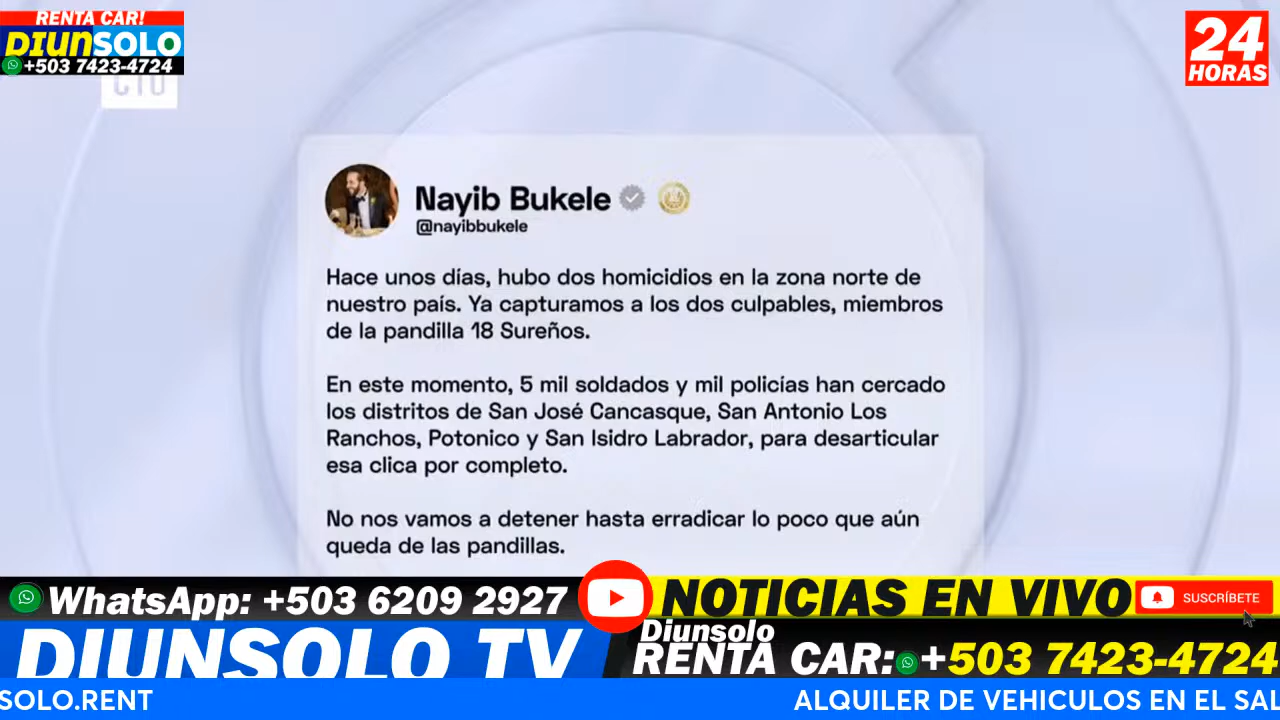 RENTA CAR!
DIUNSOLO
+503 7423-4724
24
HORAS
Nayib Bukele
@nayibbukele
Hace unos días, hubo dos homicidios en la zona norte de
nuestro país. Ya capturamos a los dos culpables, miembros
de la pandilla 18 Sureños.
En este momento, 5 mil soldados y mil policías han cercado
los distritos de San José Cancasque, San Antonio Los
Ranchos, Potonico y San Isidro Labrador, para desarticular
esa clica por completo.
No nos vamos a detener hasta erradicar lo poco que aún
queda de las pandillas.
WhatsApp: +503 6209 2927
NOTICIAS EN VIVO
SUSCRÍBETE
DIUNSOLO TV
Diunsolo
RENTA CAR: +503 7423-4724
SOLO.RENT
ALQUILER DE VEHICULOS EN EL SAL